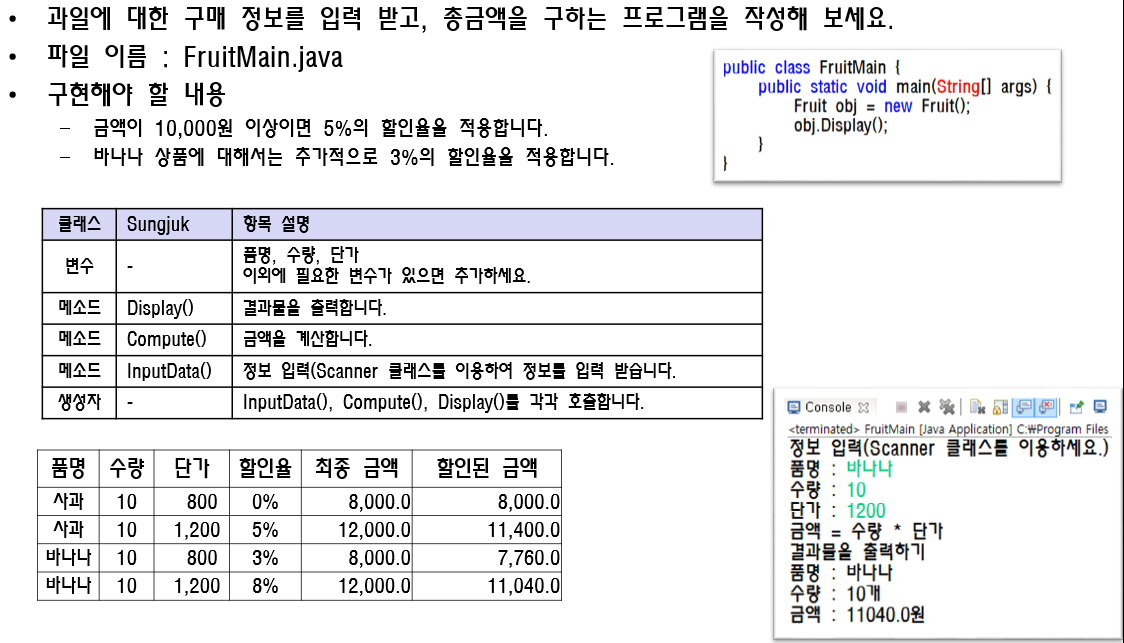 • 과일에 대한 구매 정보를 입력 받고, 총금액을 구하는 프로그램을 작성해 보세요.
• 파일 이름 : FruitMain.java
• 구현해야 할 내용
– 금액이 10,000원 이상이면 5%의 할인율을 적용합니다.
– 바나나 상품에 대해서는 추가적으로 3%의 할인율을 적용합니다.
public class FruitMain {
public static void main(String[] args) {
Fruit obj = new Fruit();
obj.Display();
}
}
클래스 Sungjuk 항목 설명
변수 - 품명, 수량, 단가
이외에 필요한 변수가 있으면 추가하세요.
메소드 Display() 결과물을 출력합니다.
메소드 Compute() 금액을 계산합니다.
메소드 InputData() 정보 입력(Scanner 클래스를 이용하여 정보를 입력 받습니다.
생성자 - InputData(), Compute(), Display()를 각각 호출합니다.
품명 수량 단가 할인율 최종 금액 할인된 금액
사과 10 800 0% 8,000.0 8,000.0
사과 10 1,200 5% 12,000.0 11,400.0
바나나 10 800 3% 8,000.0 7,760.0
바나나 10 1,200 8% 12,000.0 11,040.0
Console
<terminated> FruitMain [Java Application] C:￦Program Files
정보 입력(Scanner 클래스를 이용하세요.)
품명 : 바나나
수량 : 10
단가 : 1200
금액 = 수량 * 단가
결과물을 출력하기
품명 : 바나나
수량 : 10개
금액 : 11040.0원